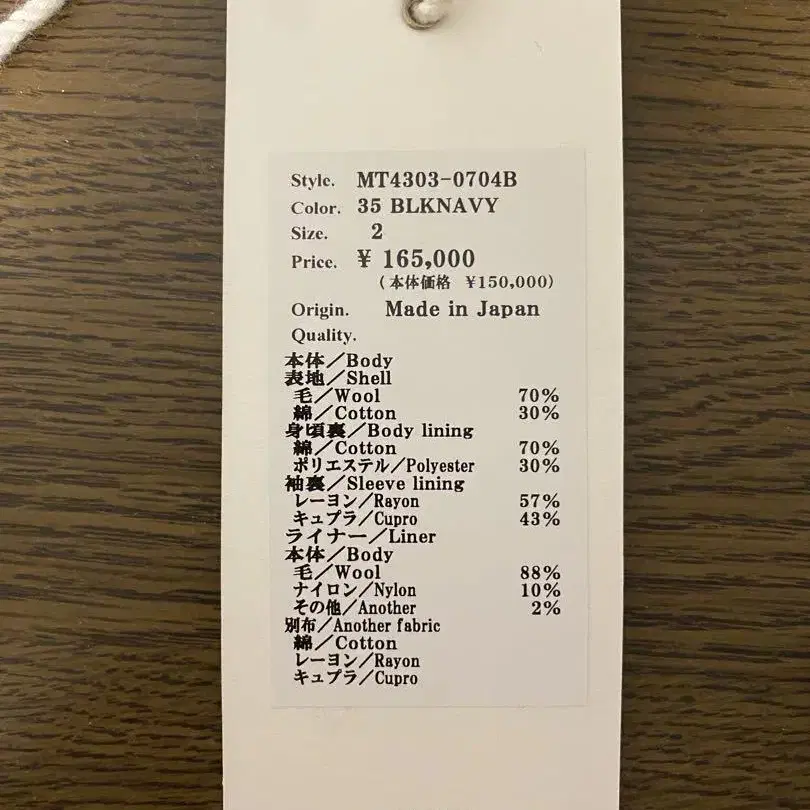 Style. MT4303-0704B
Color. 35 BLKNAVY
Size. 2
Price. ¥ 165,000
(本体価格 ¥150,000)
Origin. Made in Japan
Quality.
本体/Body
表地/Shell
毛/Wool 70%
綿/Cotton 30%
身頃裏/Body lining
綿/Cotton 70%
ポリエステル/Polyester 30%
袖裏/Sleeve lining
レーヨン/Rayon 57%
キュプラ/Cupro 43%
ライナー/Liner
本体/Body
毛/Wool 88%
ナイロン/Nylon 10%
その他/Another 2%
別布/Another fabric
綿/Cotton
レーヨン/Rayon
キュプラ/Cupro